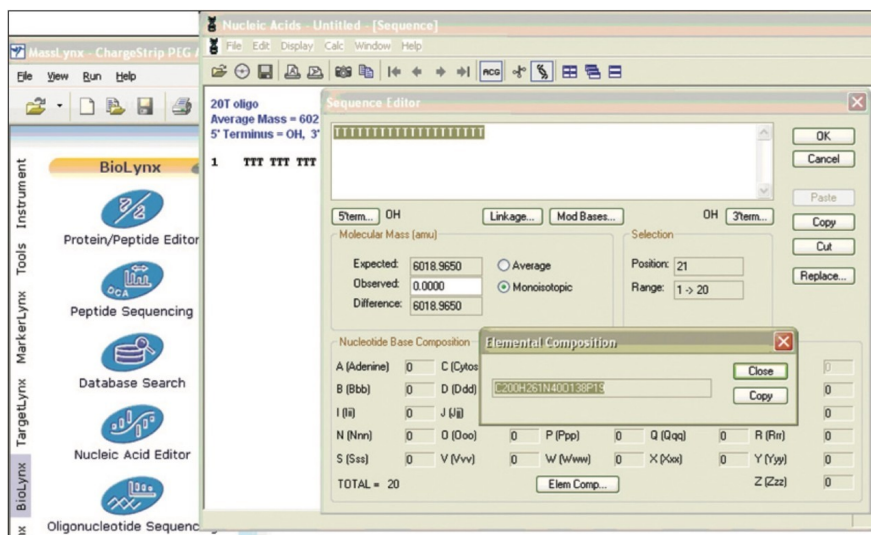 Nucleic Acids - Untitled - [Sequence]
File Edit Display Calc Window Help
MassLynx - ChargeStrip PEG
File View Run Help
ACG
20T oligo
Average Mass = 602
5' Terminus = OH, 3'
1 TTT TTT TTT
BioLynx
Instrument
Tools
MarkerLynx
TargetLynx
BioLynx
Protein/Peptide Editor
DCA
Peptide Sequencing
Database Search
Nucleic Acid Editor
Oligonucleotide Sequenc
Sequence Editor
TTTTTTTTTTTTTTTTTTTT
OK
Cancel
Paste
Copy
Cut
Replace...
5'term... OH Linkage... Mod Bases... OH 3'term...
Molecular Mass (amu)
Expected: 6018.9650
Observed: 0.0000
Difference: 6018.9650
Average
Monoisotopic
Selection
Position: 21
Range: 1 -> 20
Nucleotide Base Composition
A (Adenine) 0 C (Cytos 0
B (Bbb) 0 D (Ddd) 0
I (Iii) 0 J (Jjj) 0
N (Nnn) 0 O (Ooo) 0 P (Ppp) 0 Q (Qqq) 0 R (Rrr) 0
S (Sss) 0 V (Vvv) 0 W (Www) 0 X (Xxx) 0 Y (Yyy) 0
TOTAL = 20 Elem Comp... Z (Zzz) 0
Elemental Composition
C200H261N40O138P19
Close
Copy